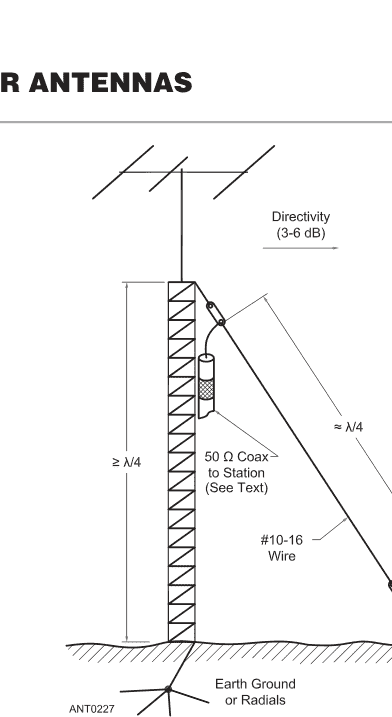 R ANTENNAS
Directivity
(3-6 dB)
≈ λ/4
≥ λ/4
50 Ω Coax
to Station
(See Text)
#10-16
Wire
Earth Ground
or Radials
ANT0227